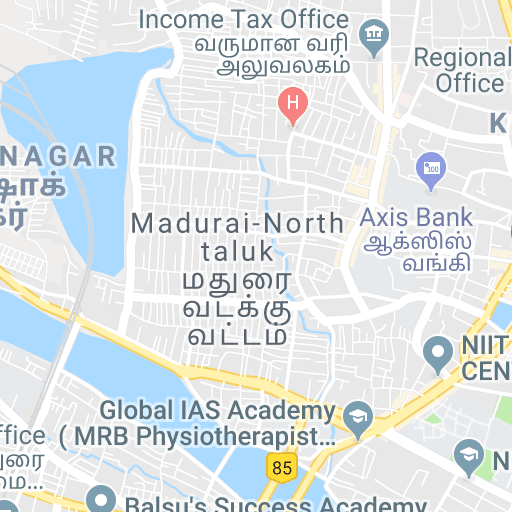 Income Tax Office
வருமான வரி
அலுவலகம்
Regional
Office
H
K
NAGAR
Axis Bank
ஆக்ஸிஸ்
வங்கி
Madurai-North
taluk
மதுரை
வடக்கு
வட்டம்
NIIT
CEN
Global IAS Academy
( MRB Physiotherapist...
85
ffice
N
Balsu's Success Academy